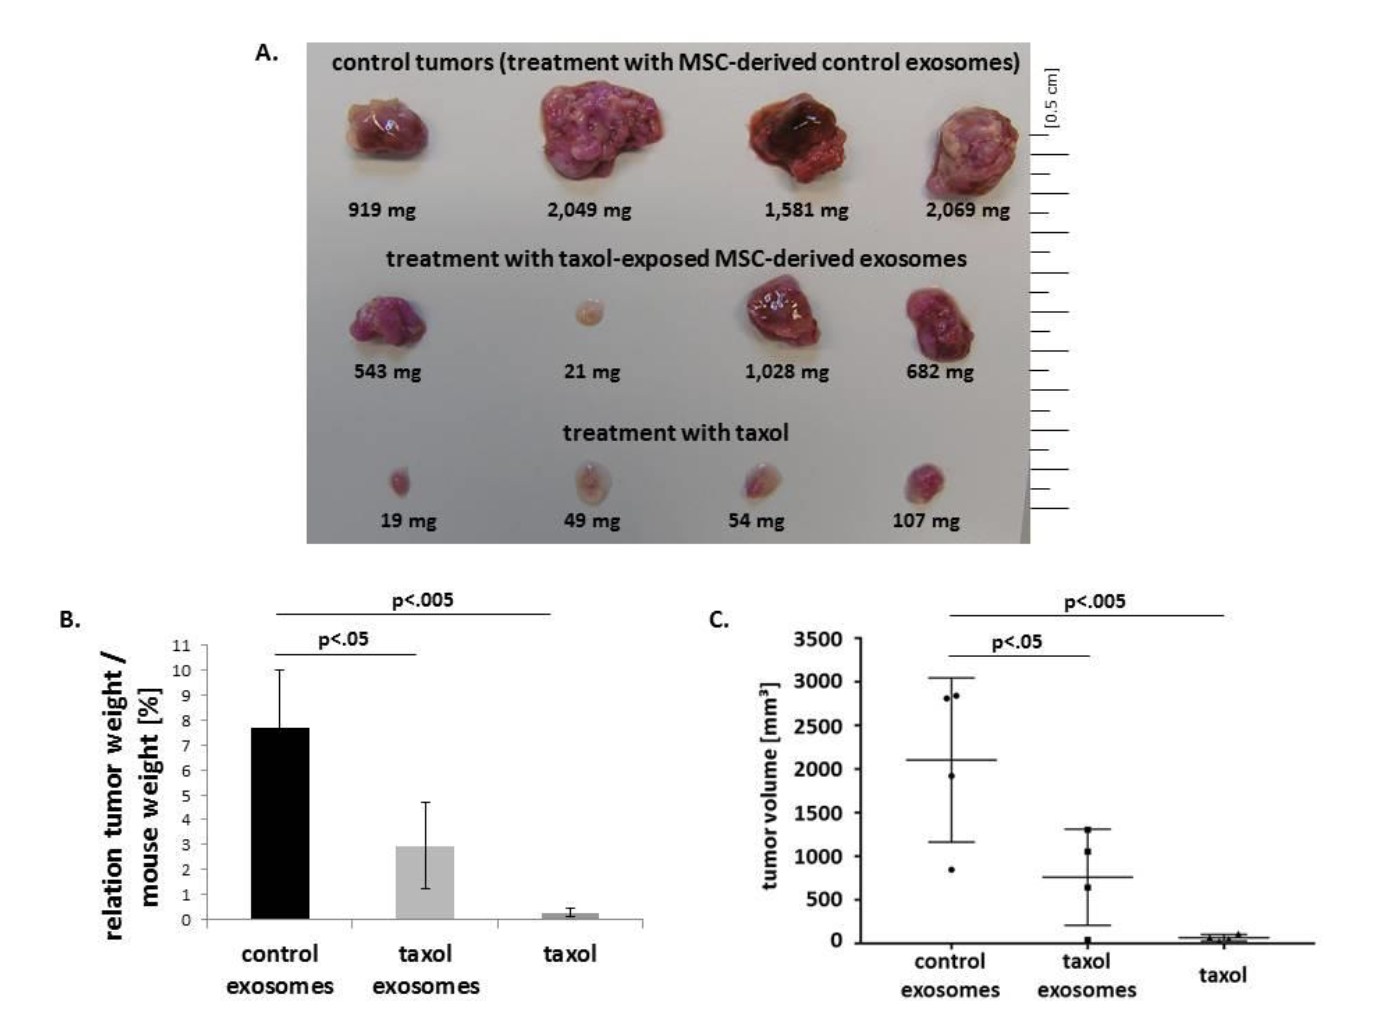 A.
control tumors (treatment with MSC-derived control exosomes)
[0.5 cm]
919 mg 2,049 mg 1,581 mg 2,069 mg
treatment with taxol-exposed MSC-derived exosomes
543 mg 21 mg 1,028 mg 682 mg
treatment with taxol
19 mg 49 mg 54 mg 107 mg
B.
p<.005
p<.05
relation tumor weight /
mouse weight [%]
11
10
9
8
7
6
5
4
3
2
1
0
control
exosomes
taxol
exosomes
taxol
C.
p<.005
p<.05
tumor volume [mm³]
3500
3000
2500
2000
1500
1000
500
0
control
exosomes
taxol
exosomes
taxol